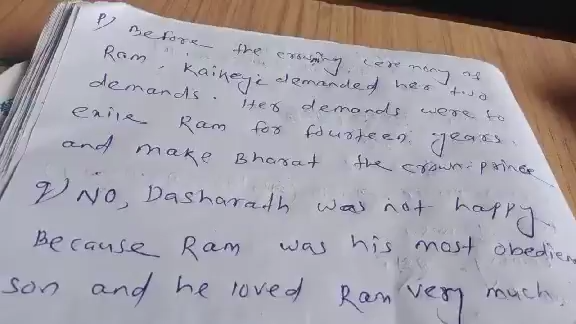 P) Before the crowning ceremony of
Ram. Kaikeyi demanded her two
demands. Her demands were to
exile Ram for fourteen years.
and make Bharat the crown prince
q) NO, Dasharath was not happy
Because Ram was his most obedien
son and he loved Ram very much.